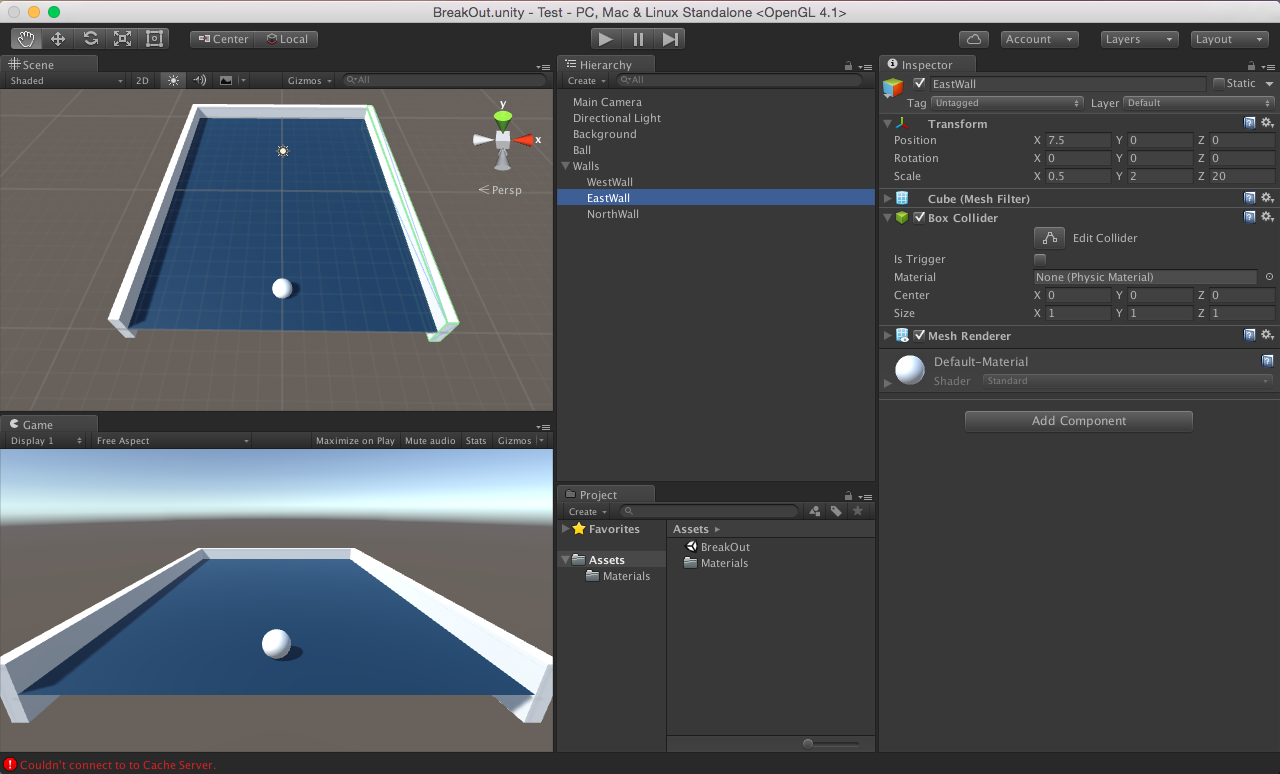 BreakOut.unity - Test - PC, Mac & Linux Standalone <OpenGL 4.1>
Center Local Account Layers Layout
Scene
Shaded 2D Gizmos All
y
x
Persp
Game
Display 1 Free Aspect Maximize on Play Mute audio Stats Gizmos
Hierarchy
Create All
Main Camera
Directional Light
Background
Ball
Walls
WestWall
EastWall
NorthWall
Project
Create
Favorites
Assets
Materials
Assets
BreakOut
Materials
Inspector
EastWall Static
Tag Untagged Layer Default
Transform
Position X 7.5 Y 0 Z 0
Rotation X 0 Y 0 Z 0
Scale X 0.5 Y 2 Z 20
Cube (Mesh Filter)
Box Collider
Edit Collider
Is Trigger
Material None (Physic Material)
Center X 0 Y 0 Z 0
Size X 1 Y 1 Z 1
Mesh Renderer
Default-Material
Shader Standard
Add Component
Couldn't connect to to Cache Server.